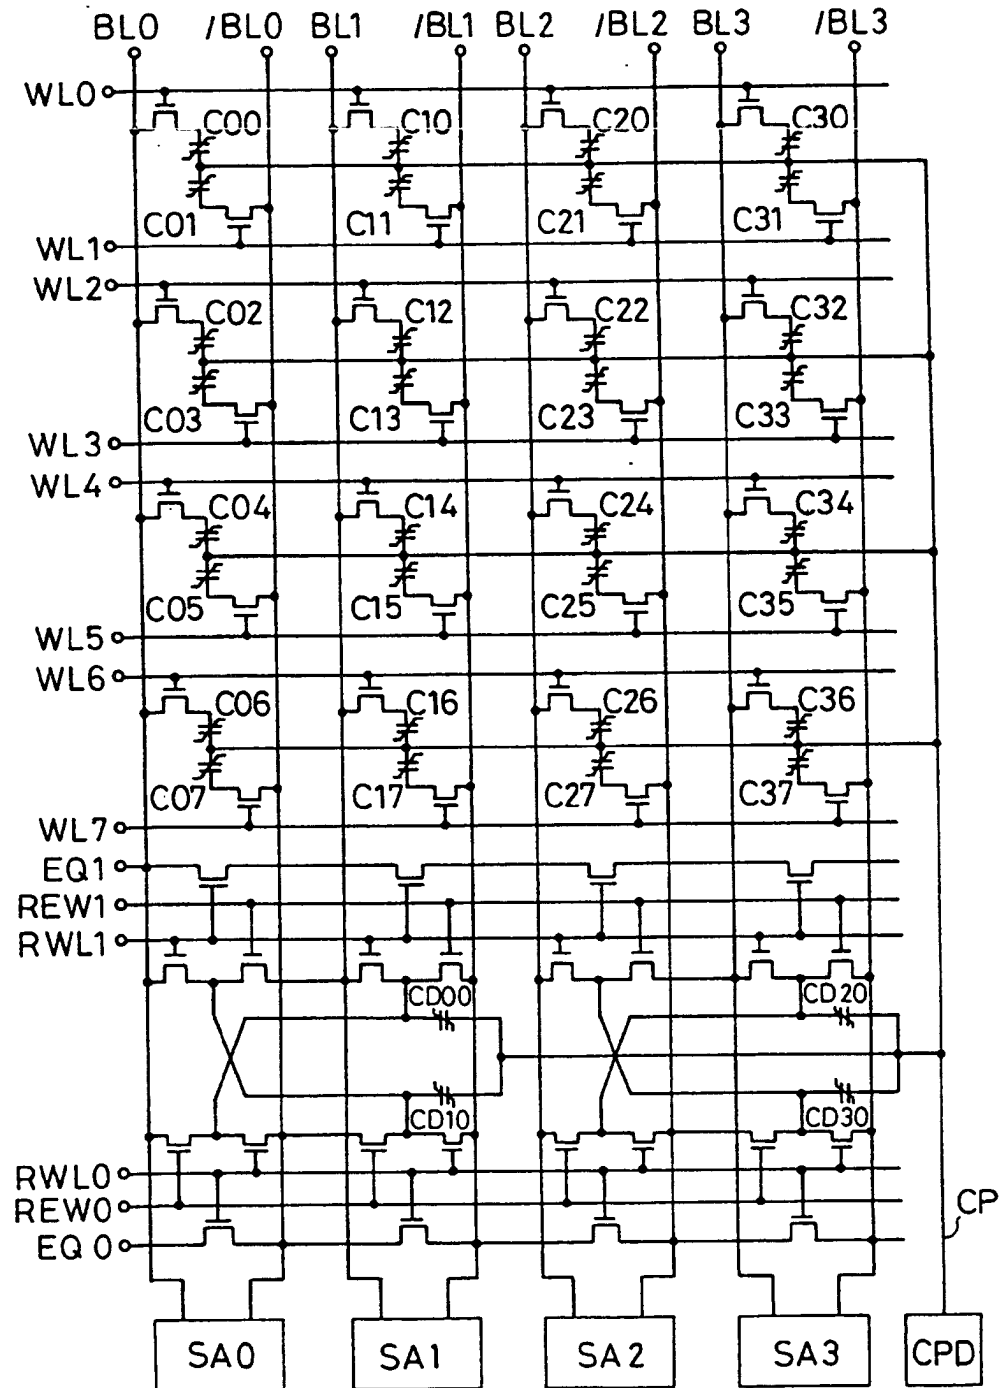 BL0 /BL0 BL1 /BL1 BL2 /BL2 BL3 /BL3
WL0
C00 C10 C20 C30
C01 C11 C21 C31
WL1
WL2
C02 C12 C22 C32
C03 C13 C23 C33
WL3
WL4
C04 C14 C24 C34
C05 C15 C25 C35
WL5
WL6
C06 C16 C26 C36
C07 C17 C27 C37
WL7
EQ1
REW1
RWL1
CD00 CD20
CD10 CD30
RWL0
REW0
CP
EQ0
SA0 SA1 SA2 SA3 CPD